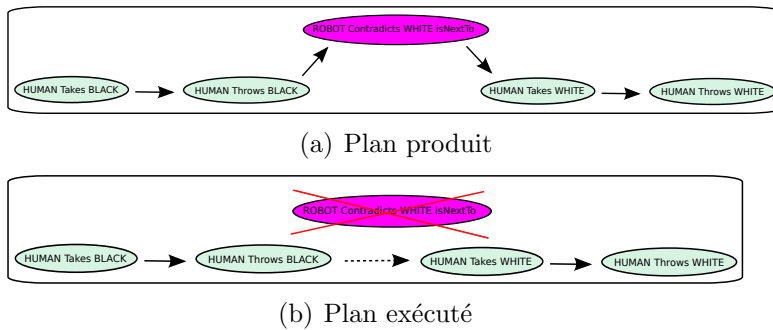 ROBOT Contradicts WHITE isNextTo
HUMAN Takes BLACK
HUMAN Throws BLACK
HUMAN Takes WHITE
HUMAN Throws WHITE
(a) Plan produit
ROBOT Contradicts WHITE isNextTo
HUMAN Takes BLACK
HUMAN Throws BLACK
HUMAN Takes WHITE
HUMAN Throws WHITE
(b) Plan exécuté